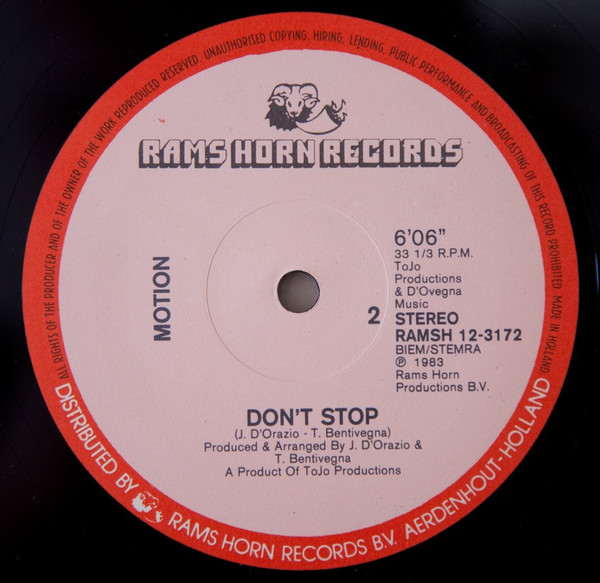 ALL RIGHTS OF THE PRODUCER AND OF THE OWNER OF THE WORK REPRODUCED RESERVED. UNAUTHORISED COPYING, HIRING, LENDING, PUBLIC PERFORMANCE AND BROADCASTING OF THIS RECORD PROHIBITED. MADE IN HOLLAND.
RAMS HORN RECORDS
MOTION
6'06"
33 1/3 R.P.M.
ToJo
Productions
& D'Ovegna
Music
2
STEREO
RAMSH 12-3172
BIEM/STEMRA
℗ 1983
Rams Horn
Productions B.V.
DON'T STOP
(J. D'Orazio - T. Bentivegna)
Produced & Arranged By J. D'Orazio &
T. Bentivegna
A Product Of ToJo Productions
DISTRIBUTED BY RAMS HORN RECORDS B.V. AERDENHOUT-HOLLAND